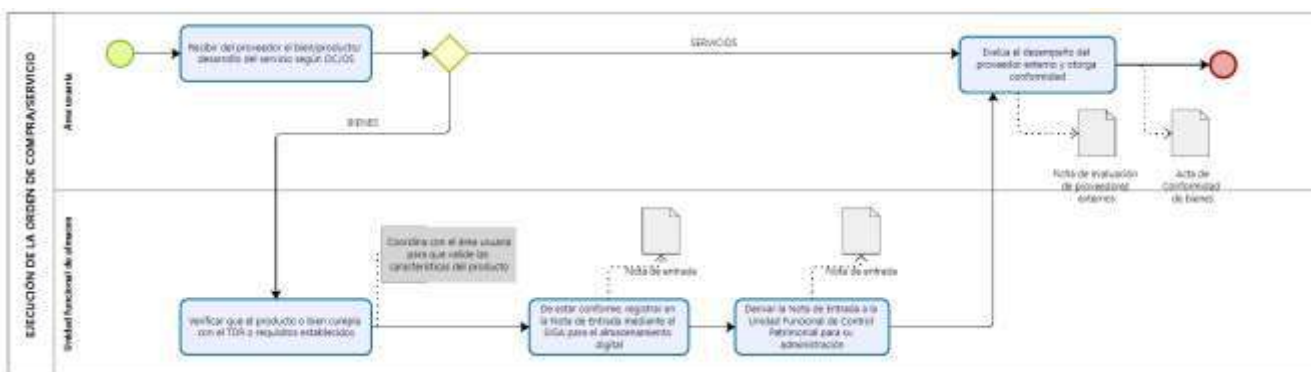 EJECUCIÓN DE LA ORDEN DE COMPRA/SERVICIO
Área usuaria
Recibir del proveedor el bien/producto/
desarrollo del servicio según OC/OS
SERVICIOS
Evalúa el desempeño del
proveedor externo y otorga
conformidad
BIENES
Ficha de evaluación
de proveedores
externos
Acta de
Conformidad
de bienes
Unidad funcional de almacen
Coordina con el área usuaria
para que valide las
características del producto
Nota de entrada
Nota de entrada
Verificar que el producto o bien cumpla
con el TDR o requisitos establecidos
De estar conforme, registrar en
la Nota de Entrada mediante el
SIGA para el almacenamiento
digital
Derivar la Nota de Entrada a la
Unidad Funcional de Control
Patrimonial para su
administración